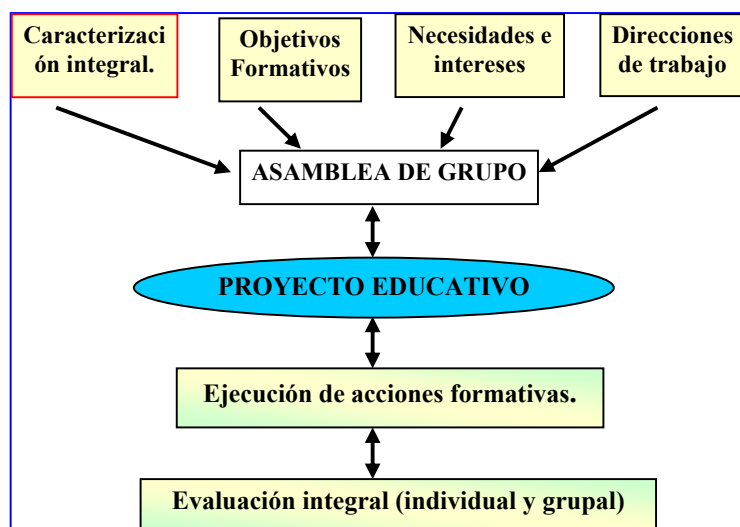 Caracterizaci
ón integral.
Objetivos
Formativos
Necesidades e
intereses
Direcciones
de trabajo
ASAMBLEA DE GRUPO
PROYECTO EDUCATIVO
Ejecución de acciones formativas.
Evaluación integral (individual y grupal)